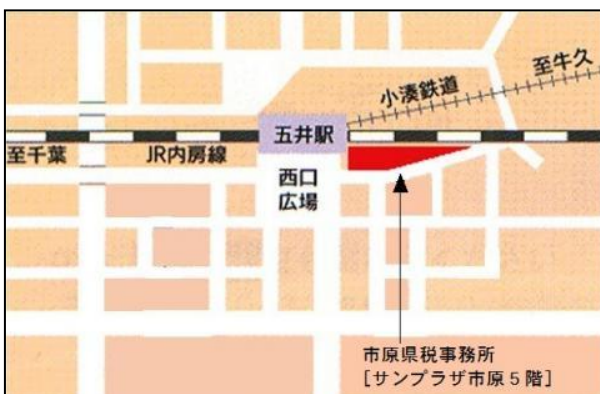 至牛久
小湊鉄道
五井駅
至千葉
JR内房線
西口
広場
市原県税事務所
[サンプラザ市原5階]